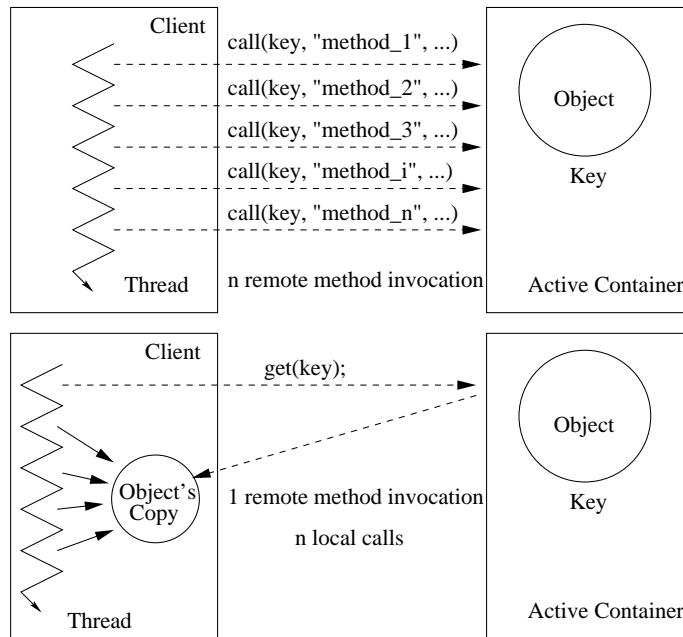 Client
call(key, "method_1", ...)
call(key, "method_2", ...)
call(key, "method_3", ...)
call(key, "method_i", ...)
call(key, "method_n", ...)
Object
Key
Thread
n remote method invocation
Active Container
Client
get(key);
Object's
Copy
1 remote method invocation
n local calls
Object
Key
Thread
Active Container